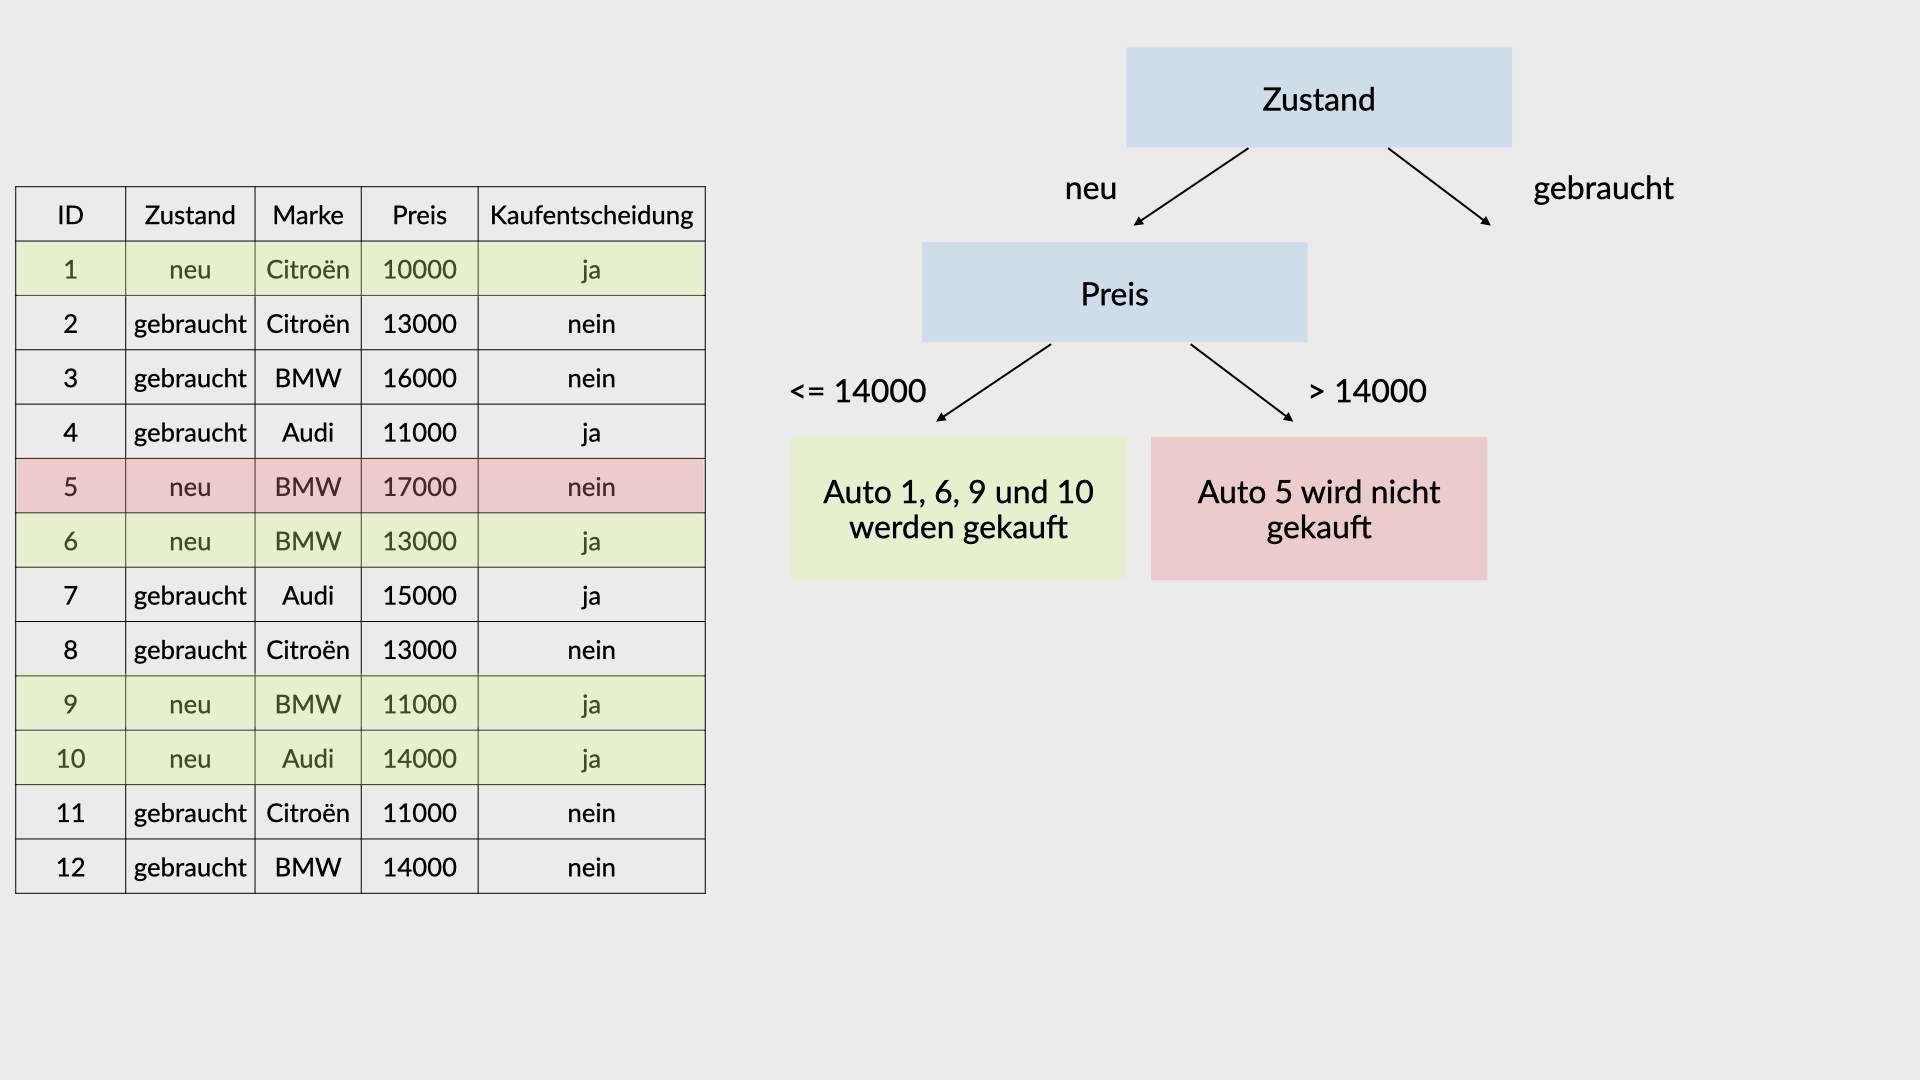 ID Zustand Marke Preis Kaufentscheidung
1 neu Citroën 10000 ja
2 gebraucht Citroën 13000 nein
3 gebraucht BMW 16000 nein
4 gebraucht Audi 11000 ja
5 neu BMW 17000 nein
6 neu BMW 13000 ja
7 gebraucht Audi 15000 ja
8 gebraucht Citroën 13000 nein
9 neu BMW 11000 ja
10 neu Audi 14000 ja
11 gebraucht Citroën 11000 nein
12 gebraucht BMW 14000 nein
Zustand
neu
gebraucht
Preis
<= 14000
> 14000
Auto 1, 6, 9 und 10
werden gekauft
Auto 5 wird nicht
gekauft